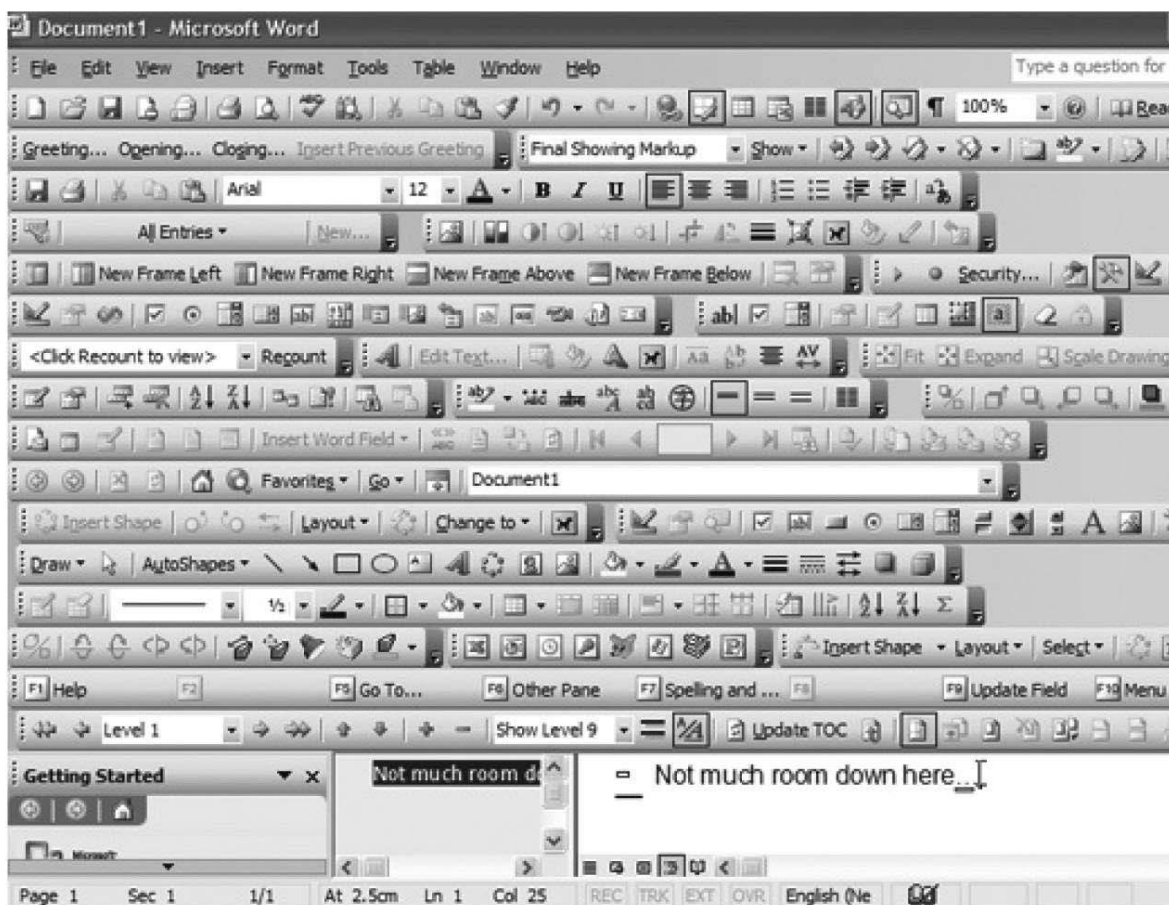 Document1 - Microsoft Word
File Edit View Insert Format Tools Table Window Help Type a question for
100% Rea
Greeting... Opening... Closing... Insert Previous Greeting Final Showing Markup Show
Arial 12 A B I U
All Entries New...
New Frame Left New Frame Right New Frame Above New Frame Below Security...
ab
<Click Recount to view> Recount Edit Text... Fit Expand Scale Drawing
Insert Word Field
Favorites Go Document1
Insert Shape Layout Change to
Draw AutoShapes
½
Insert Shape Layout Select
F1 Help F2 F5 Go To... F6 Other Pane F7 Spelling and ... F8 F9 Update Field F10 Menu
Level 1 Show Level 9 Update TOC
Getting Started Not much room do Not much room down here...
Microsoft
Page 1 Sec 1 1/1 At 2.5cm Ln 1 Col 25 REC TRK EXT OVR English (Ne